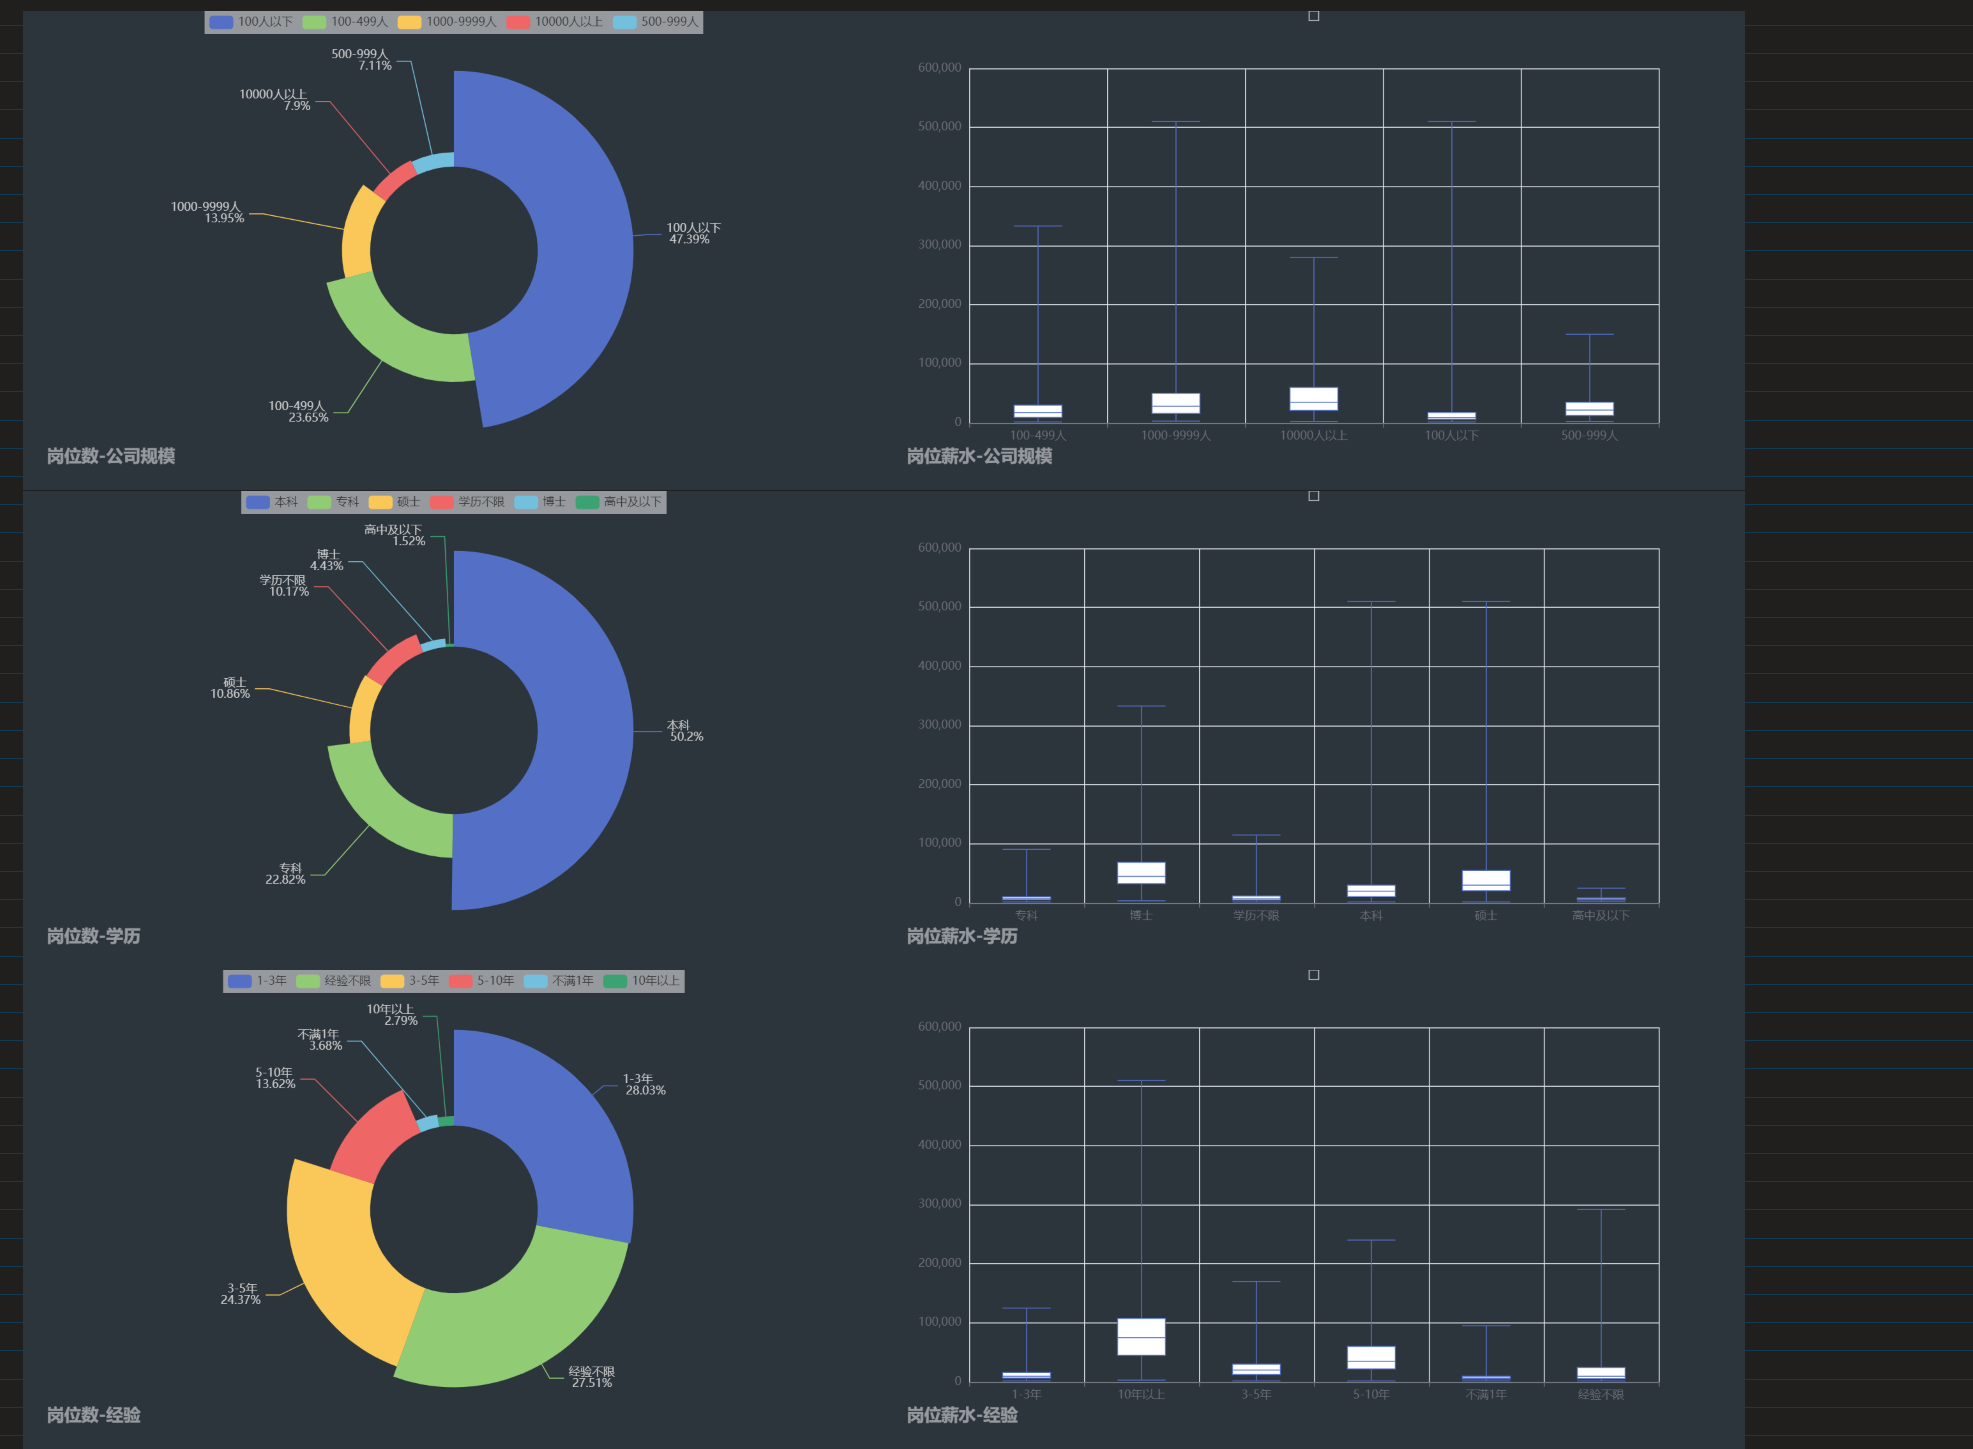 100人以下 100-499人 1000-9999人 10000人以上 500-999人
500-999人
7.11%
10000人以上
7.9%
1000-9999人
13.95%
100人以下
47.39%
100-499人
23.65%
岗位数-公司规模
600,000
500,000
400,000
300,000
200,000
100,000
0
100-499人 1000-9999人 10000人以上 100人以下 500-999人
岗位薪水-公司规模
本科 专科 硕士 学历不限 博士 高中及以下
高中及以下
1.52%
博士
4.43%
学历不限
10.17%
硕士
10.86%
本科
50.2%
专科
22.82%
岗位数-学历
600,000
500,000
400,000
300,000
200,000
100,000
0
专科 博士 学历不限 本科 硕士 高中及以下
岗位薪水-学历
1-3年 经验不限 3-5年 5-10年 不满1年 10年以上
10年以上
2.79%
不满1年
3.68%
5-10年
13.62%
1-3年
28.03%
3-5年
24.37%
经验不限
27.51%
岗位数-经验
600,000
500,000
400,000
300,000
200,000
100,000
0
1-3年 10年以上 3-5年 5-10年 不满1年 经验不限
岗位薪水-经验